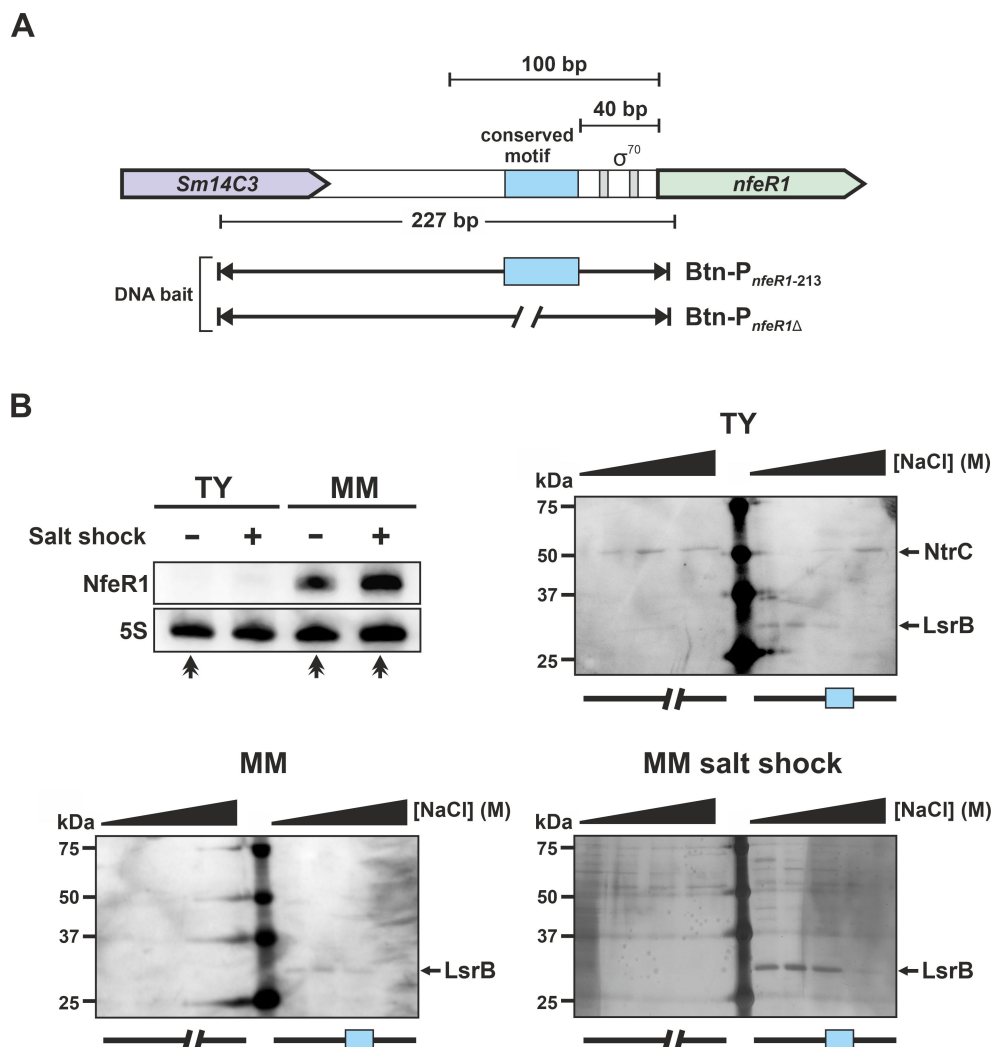 A
100 bp
40 bp
conserved
motif
σ70
Sm14C3
nfeR1
227 bp
DNA bait
Btn-PnfeR1-213
Btn-PnfeR1Δ
B
TY
MM
Salt shock
- + - +
NfeR1
5S
TY
kDa
[NaCl] (M)
75
50
37
25
NtrC
LsrB
MM
kDa
[NaCl] (M)
75
50
37
25
LsrB
MM salt shock
kDa
[NaCl] (M)
75
50
37
25
LsrB